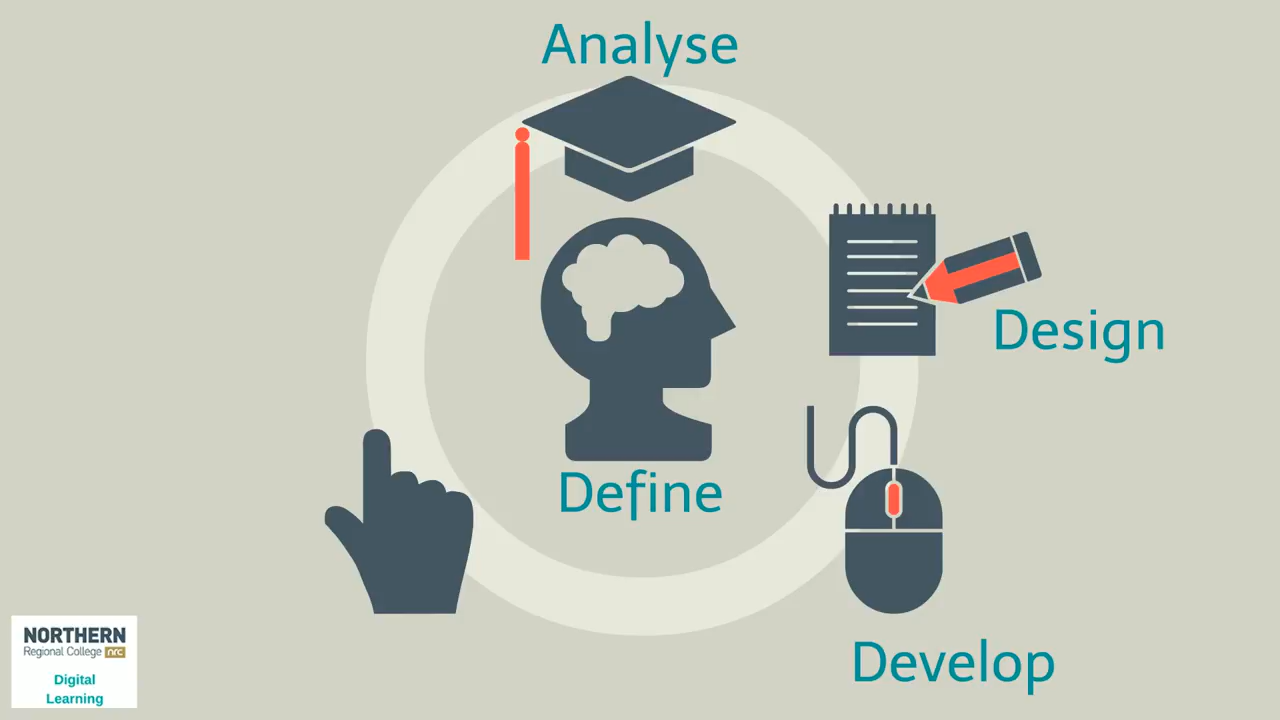 Analyse
Design
Define
Develop
NORTHERN
Regional College nrc
Digital
Learning